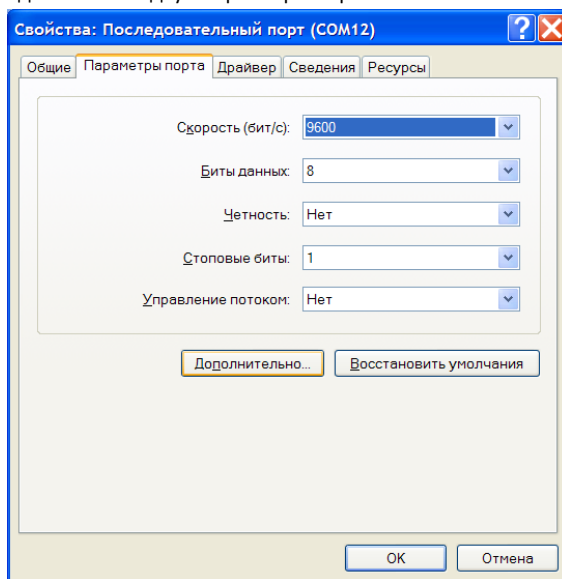 Свойства: Последовательный порт (COM12)
Общие Параметры порта Драйвер Сведения Ресурсы
Скорость (бит/с): 9600
Биты данных: 8
Четность: Нет
Стоповые биты: 1
Управление потоком: Нет
Дополнительно... Восстановить умолчания
OK Отмена